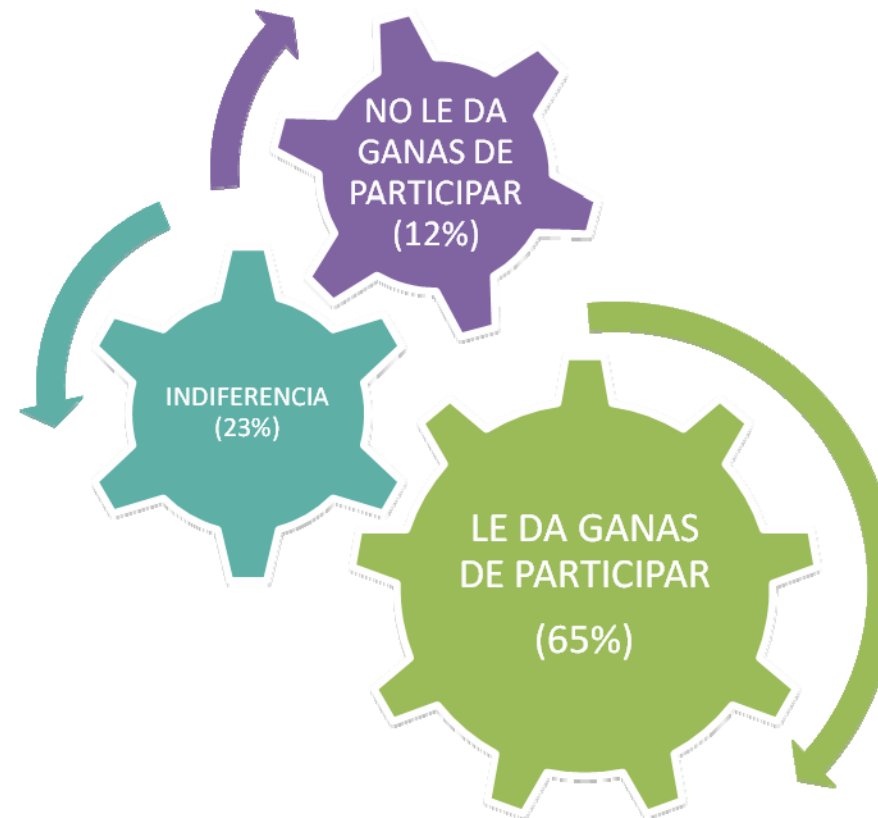 NO LE DA
GANAS DE
PARTICIPAR
(12%)
INDIFERENCIA
(23%)
LE DA GANAS
DE PARTICIPAR
(65%)